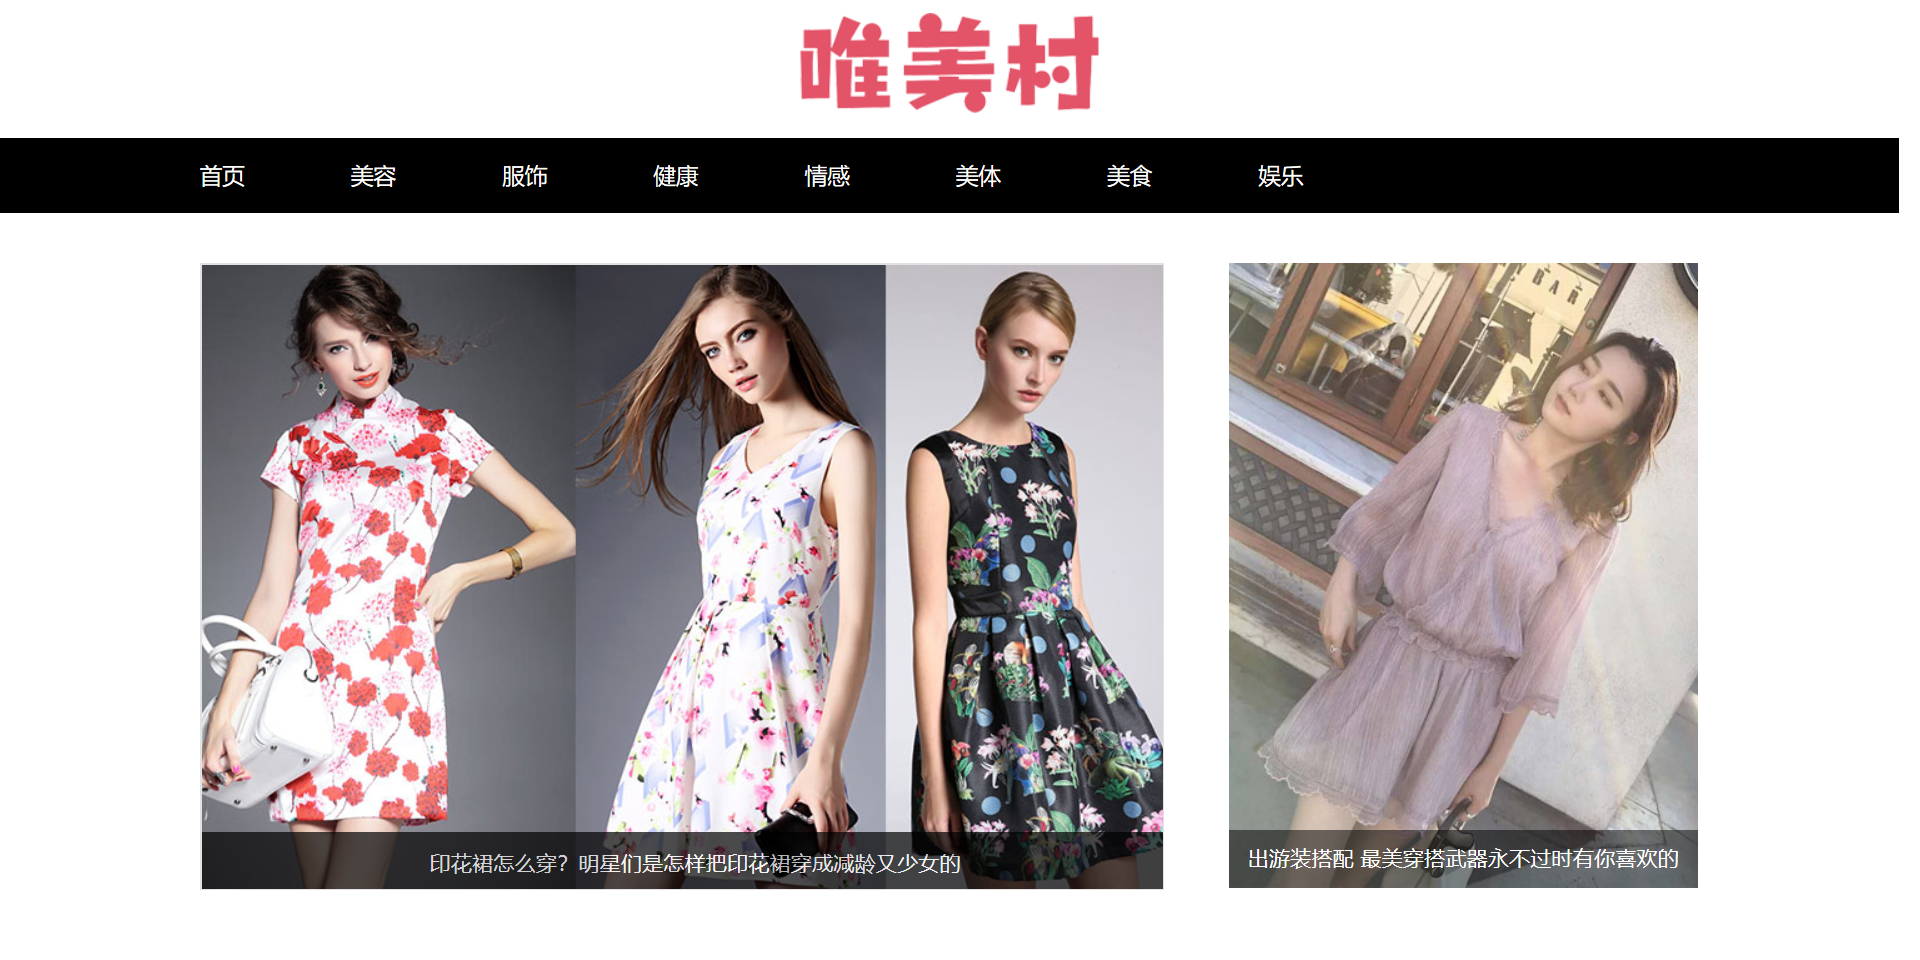 唯美村
首页 美容 服饰 健康 情感 美体 美食 娱乐
BAR
印花裙怎么穿？明星们是怎样把印花裙穿成减龄又少女的
出游装搭配 最美穿搭武器永不过时有你喜欢的